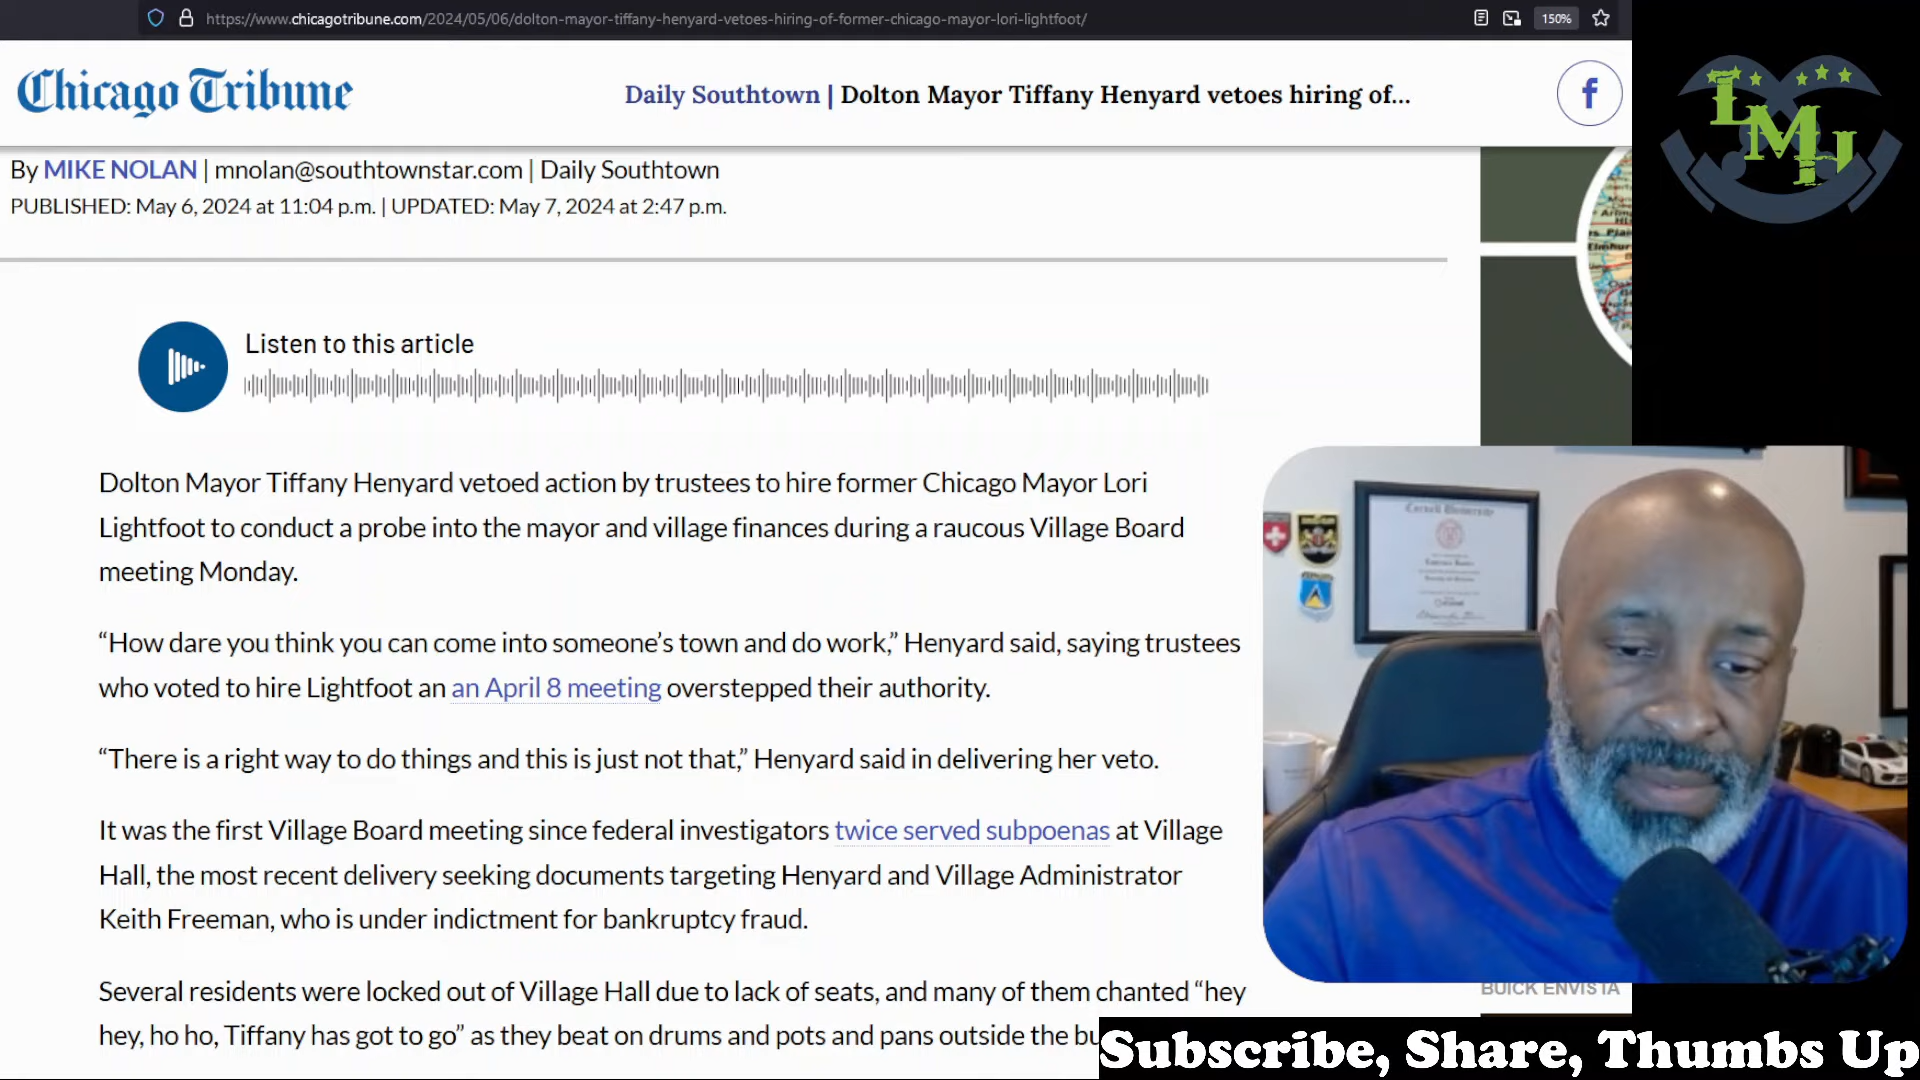 https://www.chicagotribune.com/2024/05/06/dolton-mayor-tiffany-henyard-vetoes-hiring-of-former-chicago-mayor-lori-lightfoot/
150%
Chicago Tribune
Daily Southtown | Dolton Mayor Tiffany Henyard vetoes hiring of...
f
LMJ
By MIKE NOLAN | mnolan@southtownstar.com | Daily Southtown
PUBLISHED: May 6, 2024 at 11:04 p.m. | UPDATED: May 7, 2024 at 2:47 p.m.
Listen to this article
Dolton Mayor Tiffany Henyard vetoed action by trustees to hire former Chicago Mayor Lori
Lightfoot to conduct a probe into the mayor and village finances during a raucous Village Board
meeting Monday.
“How dare you think you can come into someone’s town and do work,” Henyard said, saying trustees
who voted to hire Lightfoot an an April 8 meeting overstepped their authority.
“There is a right way to do things and this is just not that,” Henyard said in delivering her veto.
It was the first Village Board meeting since federal investigators twice served subpoenas at Village
Hall, the most recent delivery seeking documents targeting Henyard and Village Administrator
Keith Freeman, who is under indictment for bankruptcy fraud.
Several residents were locked out of Village Hall due to lack of seats, and many of them chanted “hey
hey, ho ho, Tiffany has got to go” as they beat on drums and pots and pans outside the bu
Cornell University
BUICK ENVISTA
Subscribe, Share, Thumbs Up